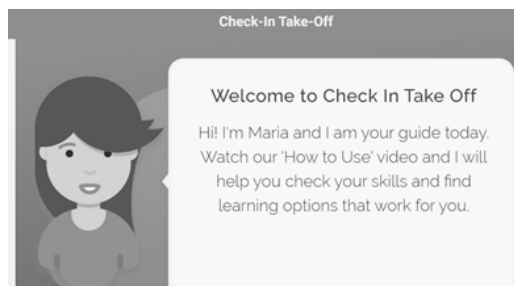 Check-In Take-Off
Welcome to Check In Take Off
Hi! I'm Maria and I am your guide today.
Watch our 'How to Use' video and I will
help you check your skills and find
learning options that work for you.